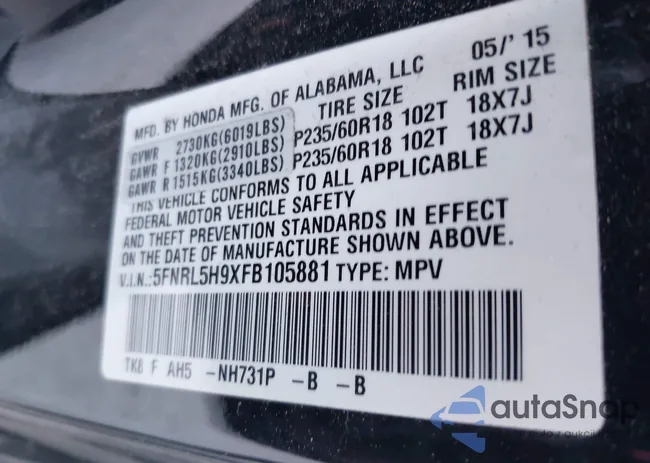 MFD. BY HONDA MFG. OF ALABAMA, LLC 05/' 15
TIRE SIZE RIM SIZE
GVWR 2730KG(6019LBS)
GAWR F 1320KG(2910LBS) P235/60R18 102T 18X7J
GAWR R 1515KG(3340LBS) P235/60R18 102T 18X7J
THIS VEHICLE CONFORMS TO ALL APPLICABLE
FEDERAL MOTOR VEHICLE SAFETY
AND THEFT PREVENTION STANDARDS IN EFFECT
ON THE DATE OF MANUFACTURE SHOWN ABOVE.
V.I.N.:5FNRL5H9XFB105881 TYPE: MPV
TK8 F AH5 -NH731P -B -B
autaSnap